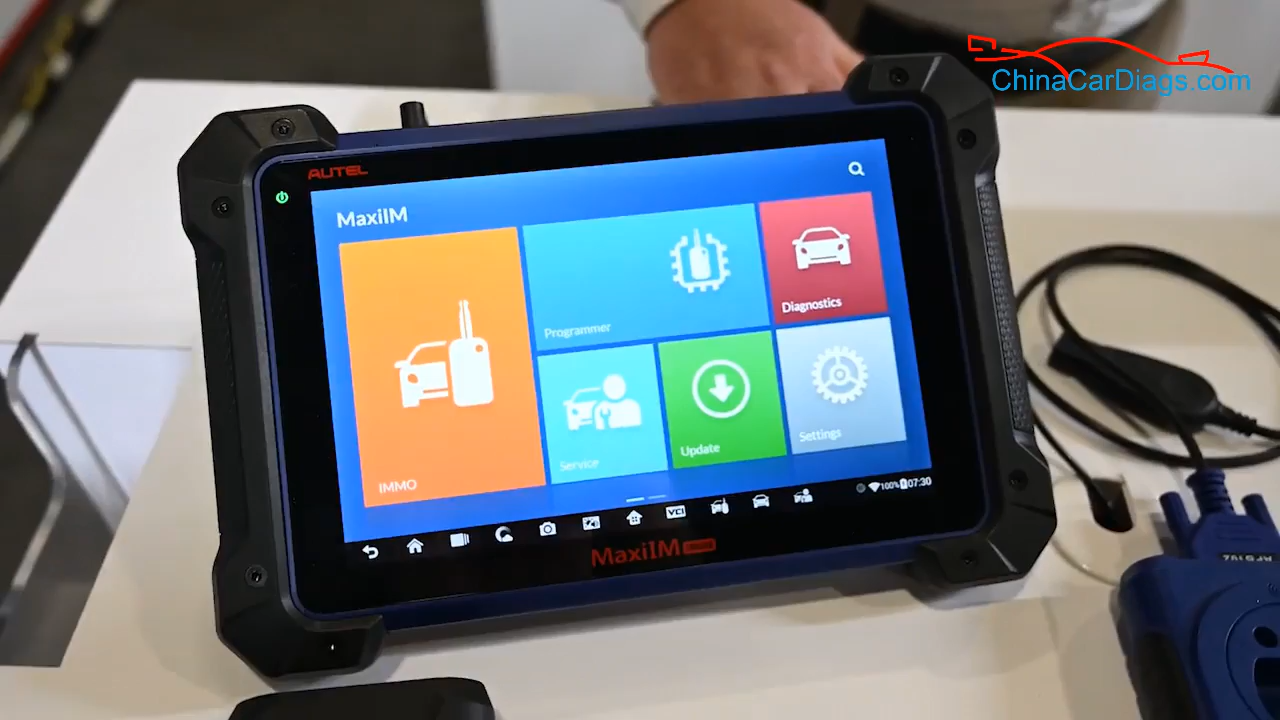 ChinaCarDiags.com
AUTEL
MaxiIM
Programmer
Diagnostics
IMMO
Service
Update
Settings
VCI
100% 07:30
MaxiIM